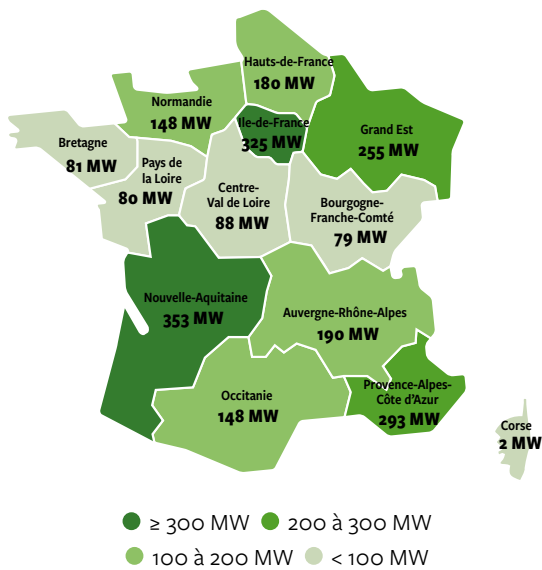 Hauts-de-France
180 MW
Normandie
148 MW
Ile-de-France
325 MW
Grand Est
255 MW
Bretagne
81 MW
Pays de
la Loire
80 MW
Centre-
Val de Loire
88 MW
Bourgogne-
Franche-Comté
79 MW
Nouvelle-Aquitaine
353 MW
Auvergne-Rhône-Alpes
190 MW
Occitanie
148 MW
Provence-Alpes-
Côte d'Azur
293 MW
Corse
2 MW
≥ 300 MW
200 à 300 MW
100 à 200 MW
< 100 MW